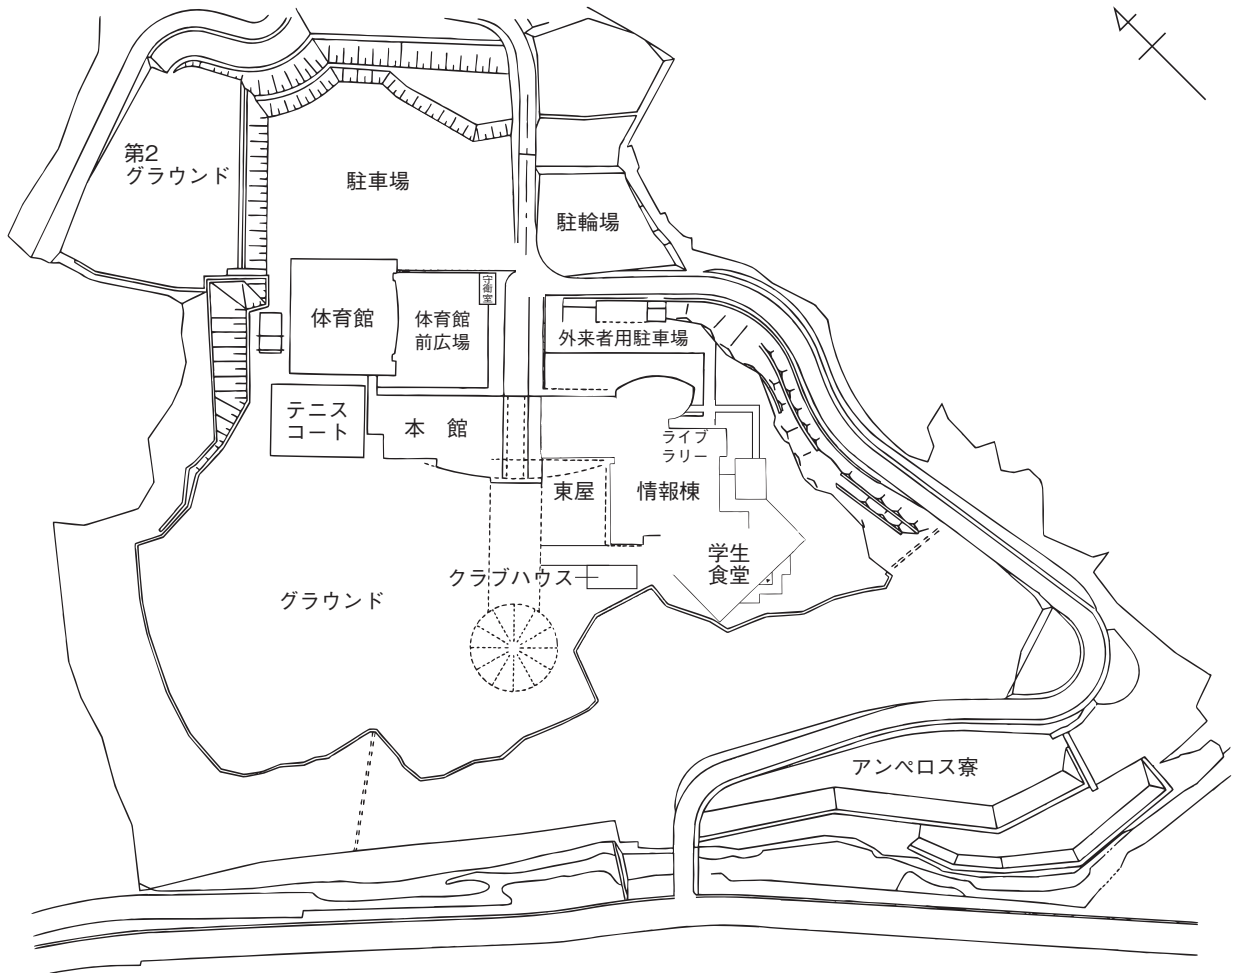 第2
グラウンド
駐車場
駐輪場
守衛室
体育館
体育館
前広場
外来者用駐車場
テニス
コート
本 館
ライブ
ラリー
東屋
情報棟
学生
食堂
クラブハウス
グラウンド
アンペロス寮